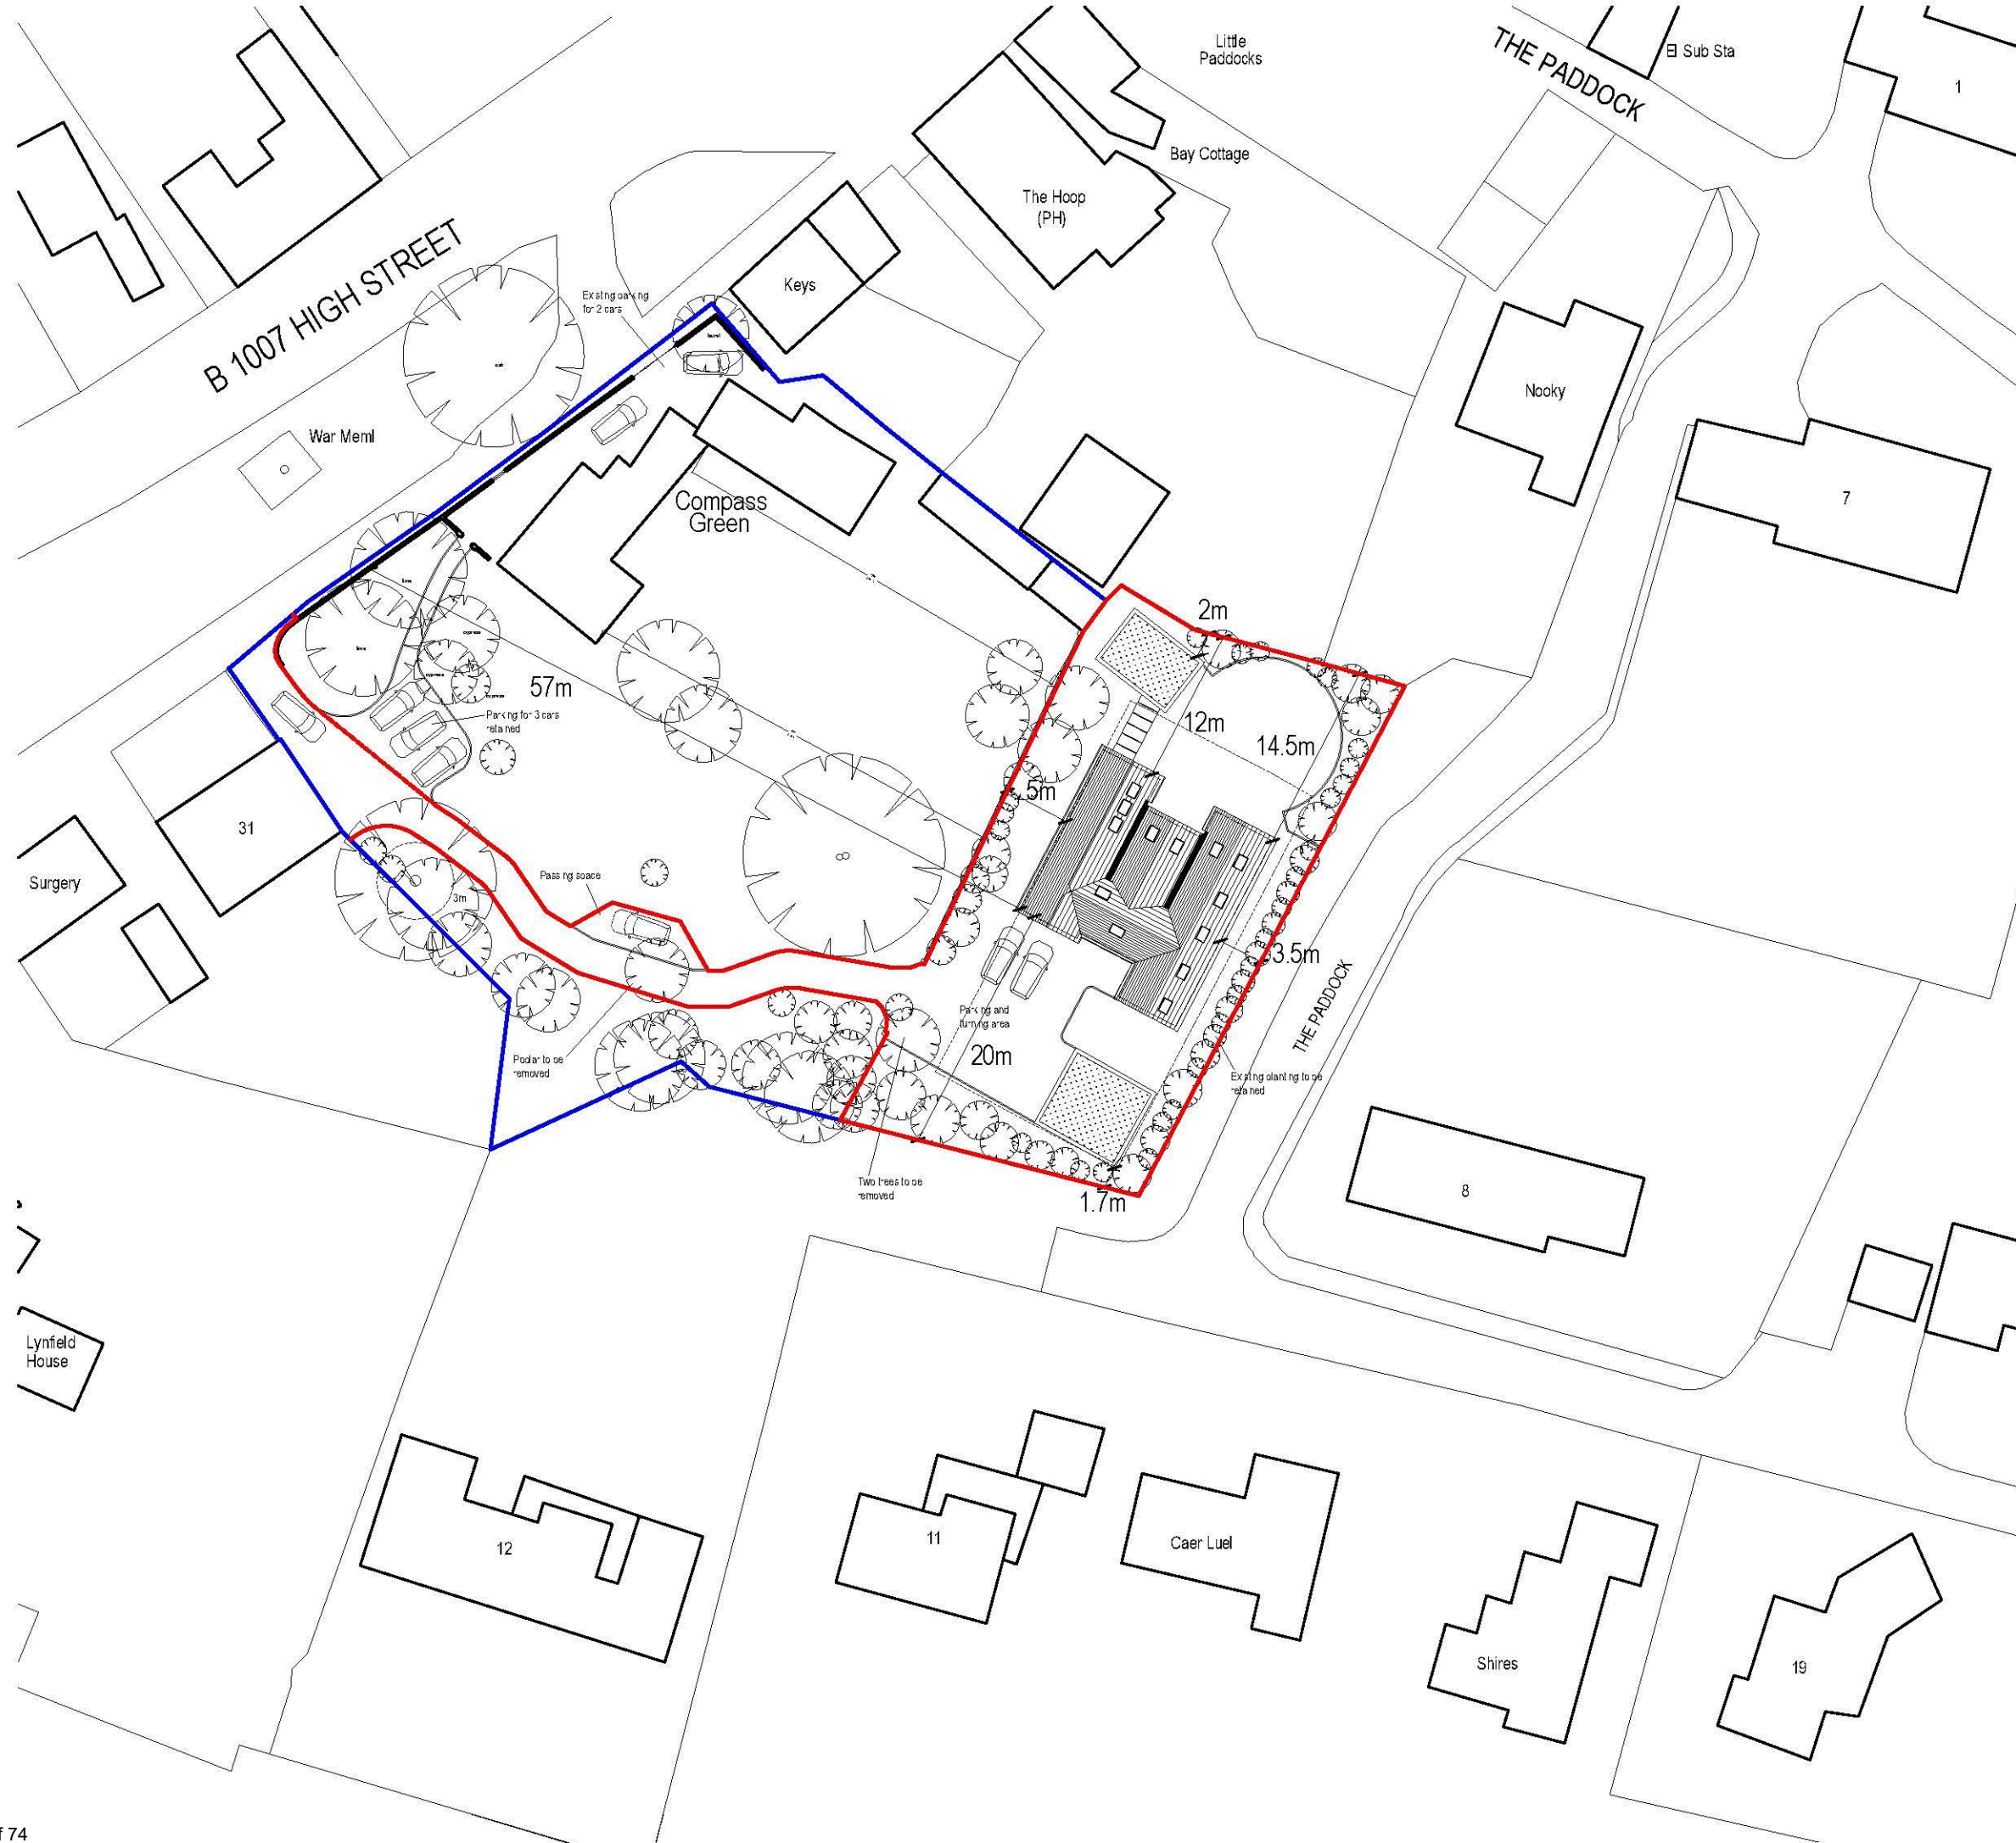 Little
Paddocks
THE PADDOCK
El Sub Sta
1
Bay Cottage
The Hoop
(PH)
Keys
Existing parking
for 2 cars
B 1007 HIGH STREET
Nooky
War Meml
7
Compass
Green
2m
57m
Parking for 3 cars
retained
cypress
cypress
cypress
12m
14.5m
5m
31
Surgery
Passing space
3m
3.5m
THE PADDOCK
Parking and
turning area
20m
Poplar to be
removed
Existing planting to be
retained
Two trees to be
removed
1.7m
8
Lynfield
House
12
11
Caer Luel
Shires
19
f 74